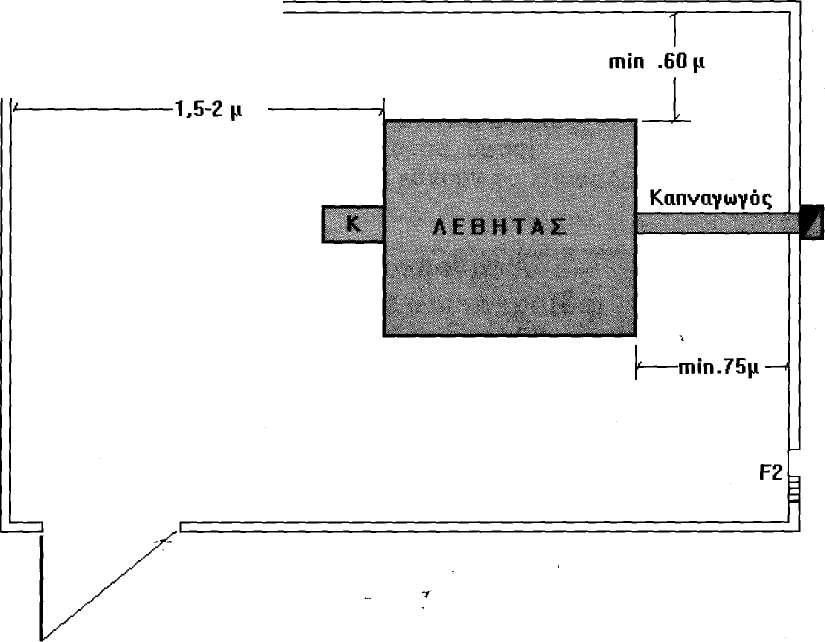 min .60 μ
1,5-2 μ
Καπναγωγός
Κ
ΛΕΒΗΤΑΣ
min.75μ
F2